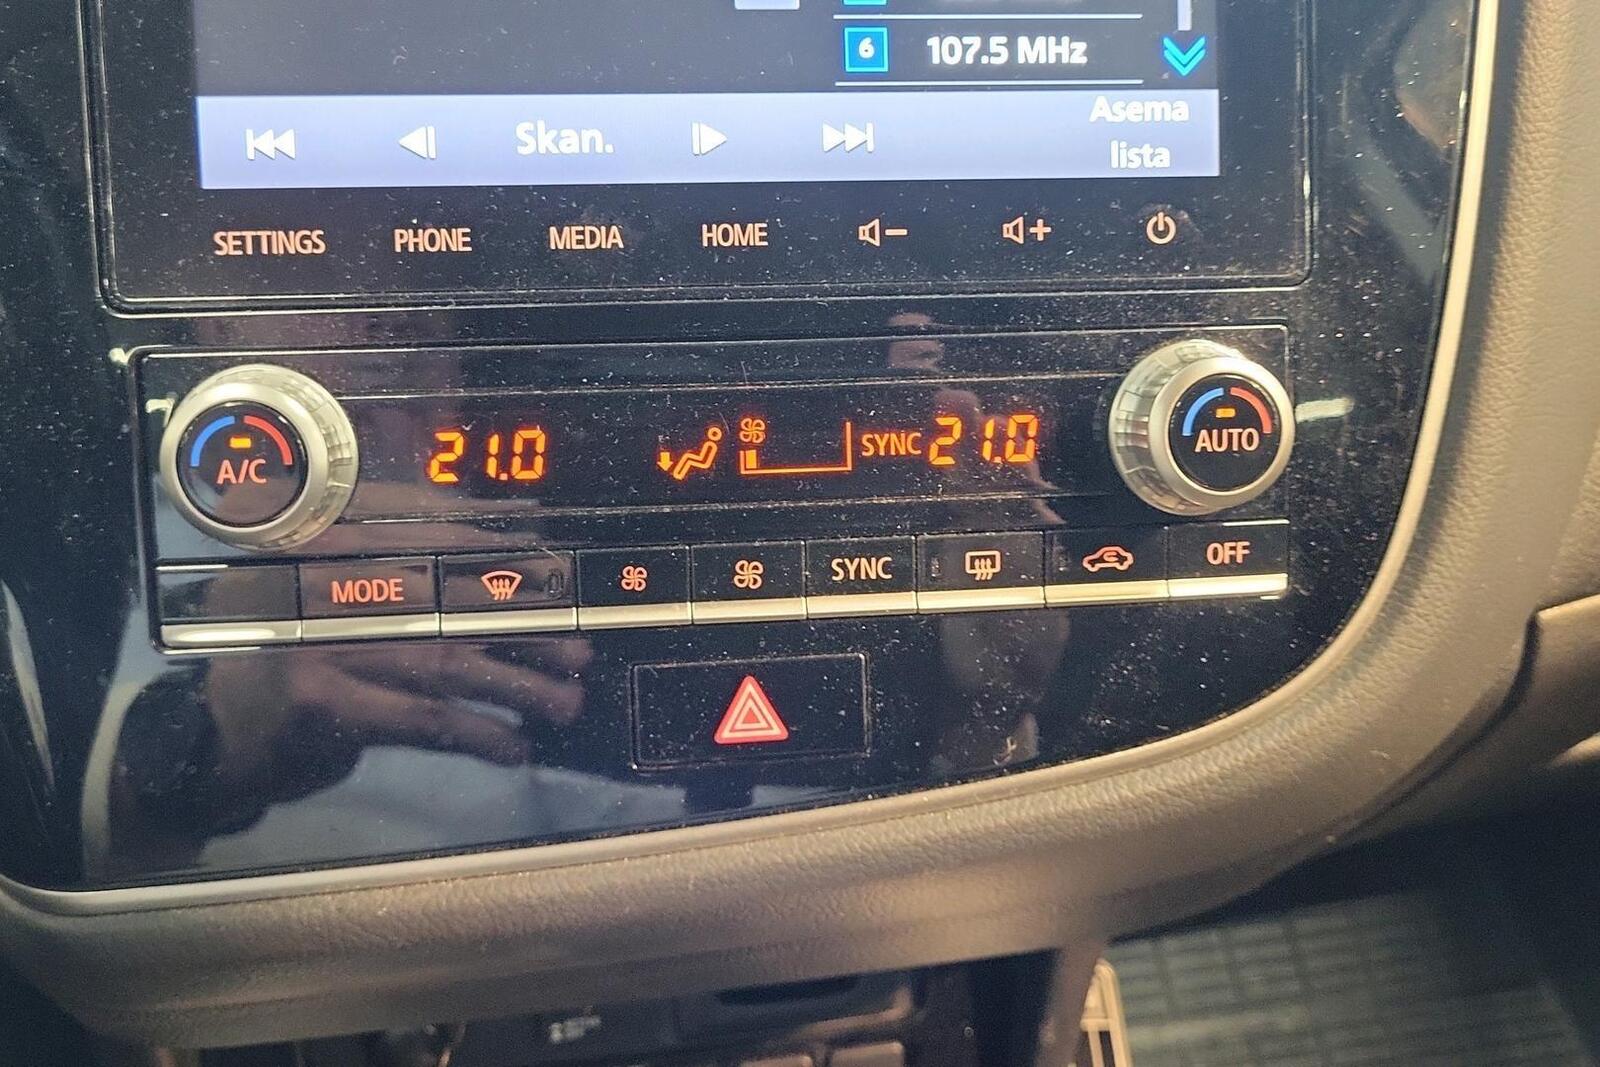 6 107.5 MHz
Skan.
Asema
lista
SETTINGS PHONE MEDIA HOME
A/C 21.0 SYNC 21.0 AUTO
MODE SYNC OFF